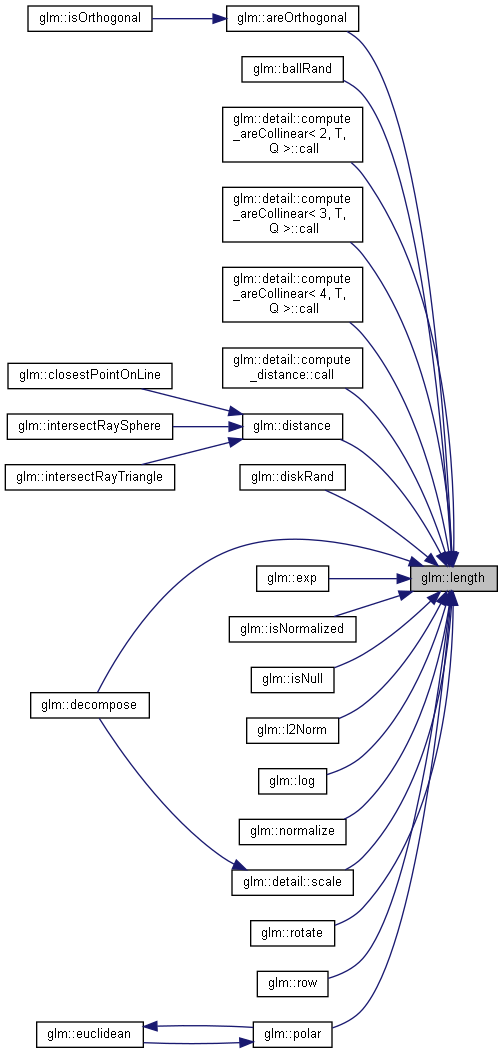 glm::isOrthogonal
glm::areOrthogonal
glm::ballRand
glm::detail::compute
_areCollinear< 2, T,
Q >::call
glm::detail::compute
_areCollinear< 3, T,
Q >::call
glm::detail::compute
_areCollinear< 4, T,
Q >::call
glm::detail::compute
_distance::call
glm::closestPointOnLine
glm::intersectRaySphere
glm::distance
glm::intersectRayTriangle
glm::diskRand
glm::exp
glm::length
glm::isNormalized
glm::isNull
glm::decompose
glm::l2Norm
glm::log
glm::normalize
glm::detail::scale
glm::rotate
glm::row
glm::euclidean
glm::polar